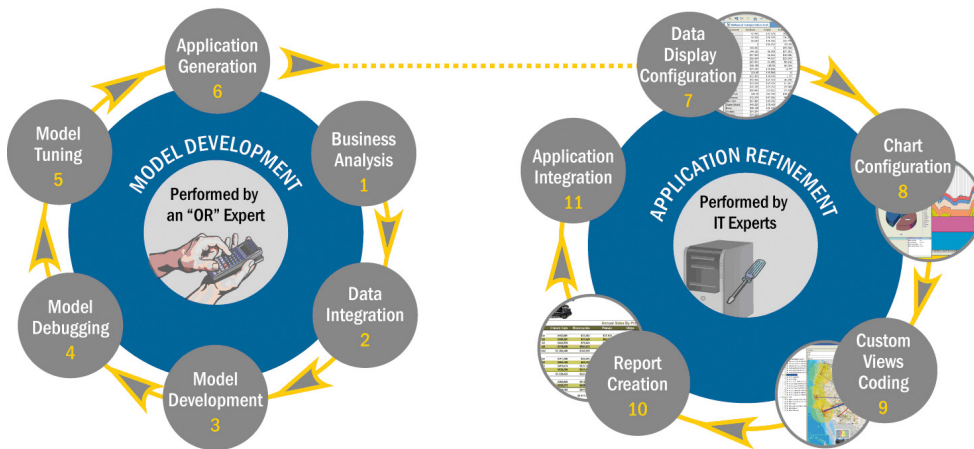 Application
Generation
6
Model
Tuning
5
Business
Analysis
1
MODEL DEVELOPMENT
Performed by
an “OR” Expert
Model
Debugging
4
Data
Integration
2
Model
Development
3
Data
Display
Configuration
7
Application
Integration
11
Chart
Configuration
8
APPLICATION REFINEMENT
Performed by
IT Experts
Report
Creation
10
Custom
Views
Coding
9